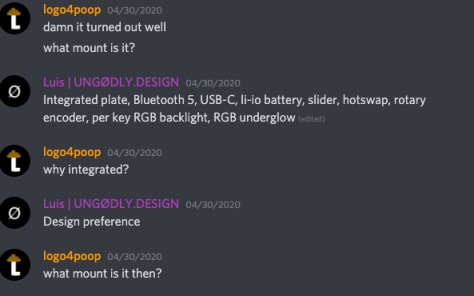 logo4poop 04/30/2020
damn it turned out well
what mount is it?
Luis | UNGØDLY.DESIGN 04/30/2020
Integrated plate, Bluetooth 5, USB-C, li-io battery, slider, hotswap, rotary
encoder, per key RGB backlight, RGB underglow (edited)
logo4poop 04/30/2020
why integrated?
Luis | UNGØDLY.DESIGN 04/30/2020
Design preference
logo4poop 04/30/2020
what mount is it then?